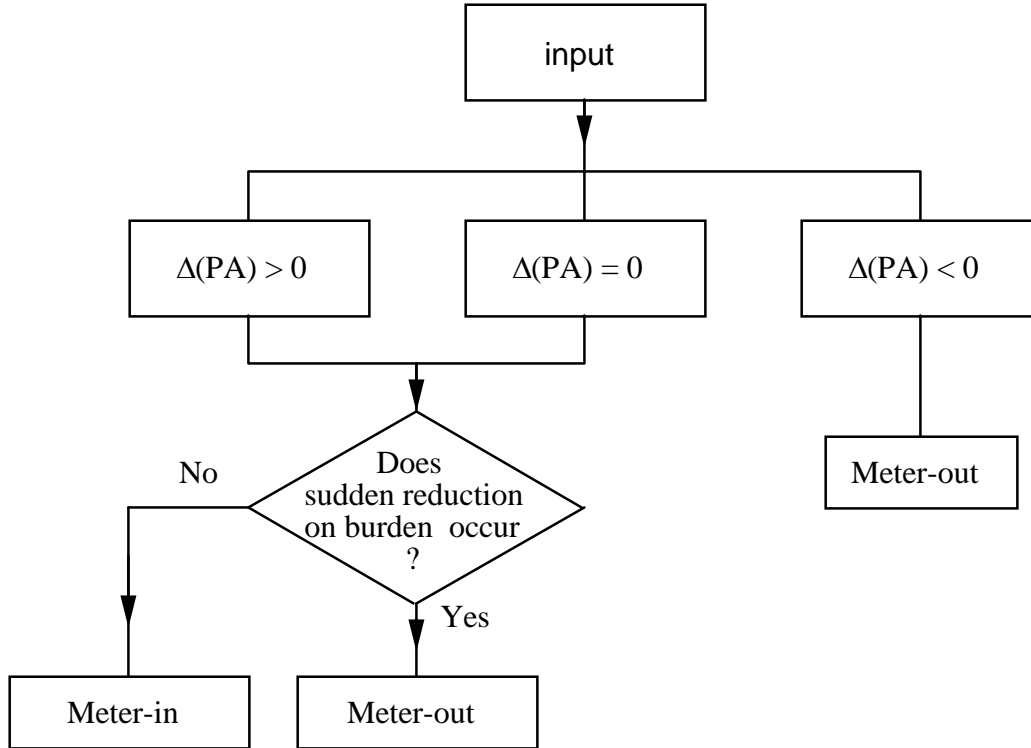 input
Δ(PA) > 0
Δ(PA) = 0
Δ(PA) < 0
Does
sudden reduction
on burden occur
?
No
Meter-out
Yes
Meter-in
Meter-out